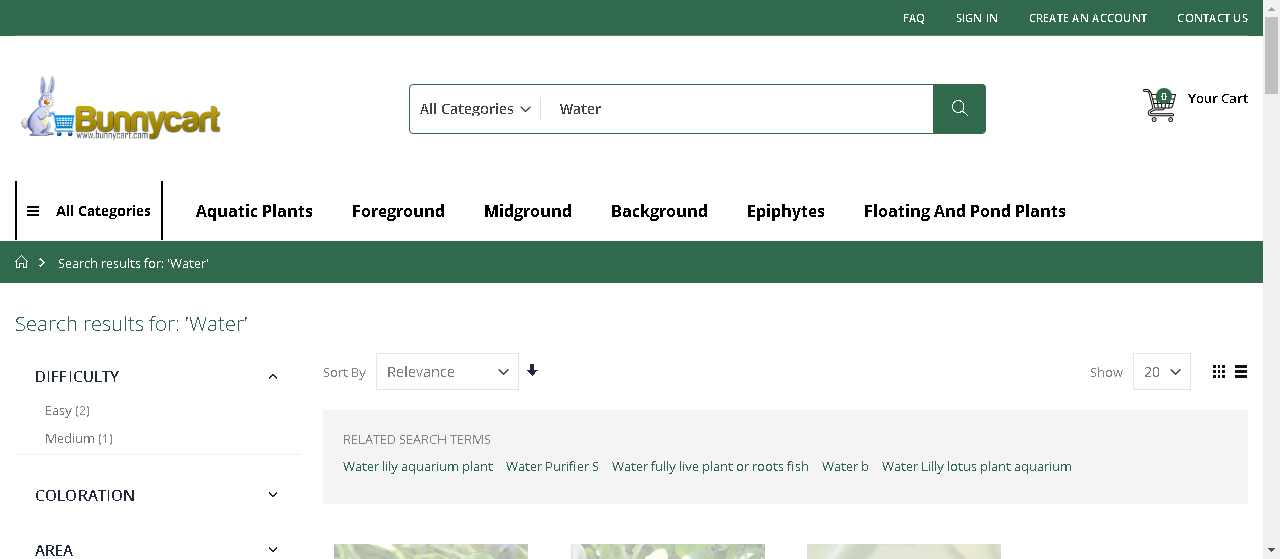 FAQ SIGN IN CREATE AN ACCOUNT CONTACT US
Bunnycart
www.bunnycart.com
All Categories Water
0 Your Cart
All Categories Aquatic Plants Foreground Midground Background Epiphytes Floating And Pond Plants
Search results for: 'Water'
Search results for: 'Water'
Sort By Relevance Show 20
DIFFICULTY
Easy (2)
Medium (1)
RELATED SEARCH TERMS
Water lily aquarium plant Water Purifier S Water fully live plant or roots fish Water b Water Lilly lotus plant aquarium
COLORATION
AREA